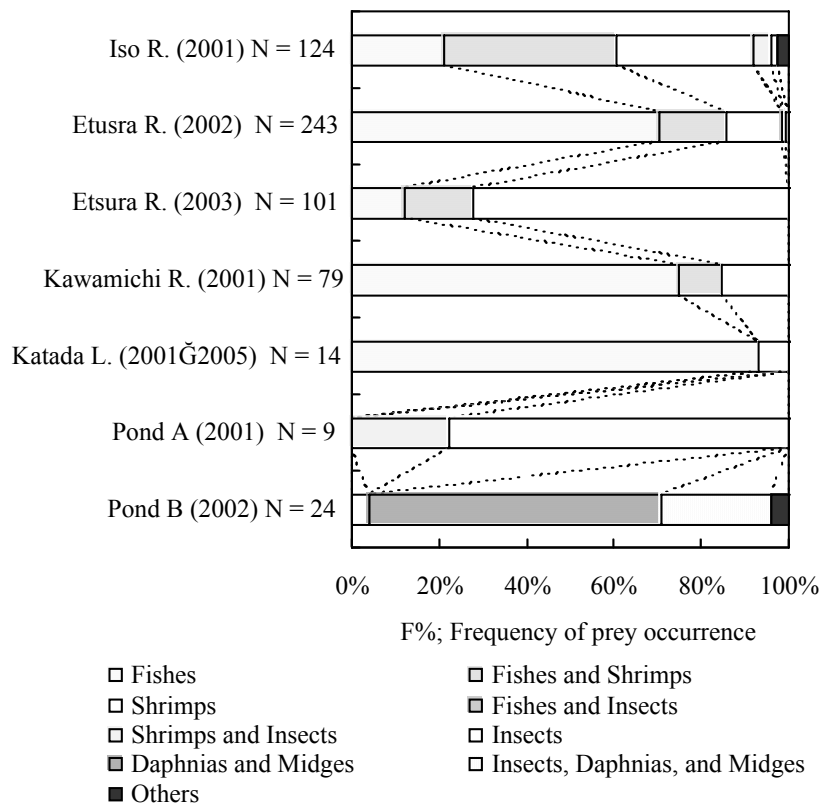 Iso R. (2001) N = 124
Etusra R. (2002) N = 243
Etsura R. (2003) N = 101
Kawamichi R. (2001) N = 79
Katada L. (2001Ğ2005) N = 14
Pond A (2001) N = 9
Pond B (2002) N = 24
0% 20% 40% 60% 80% 100%
F%; Frequency of prey occurrence
Fishes Fishes and Shrimps
Shrimps Fishes and Insects
Shrimps and Insects Insects
Daphnias and Midges Insects, Daphnias, and Midges
Others